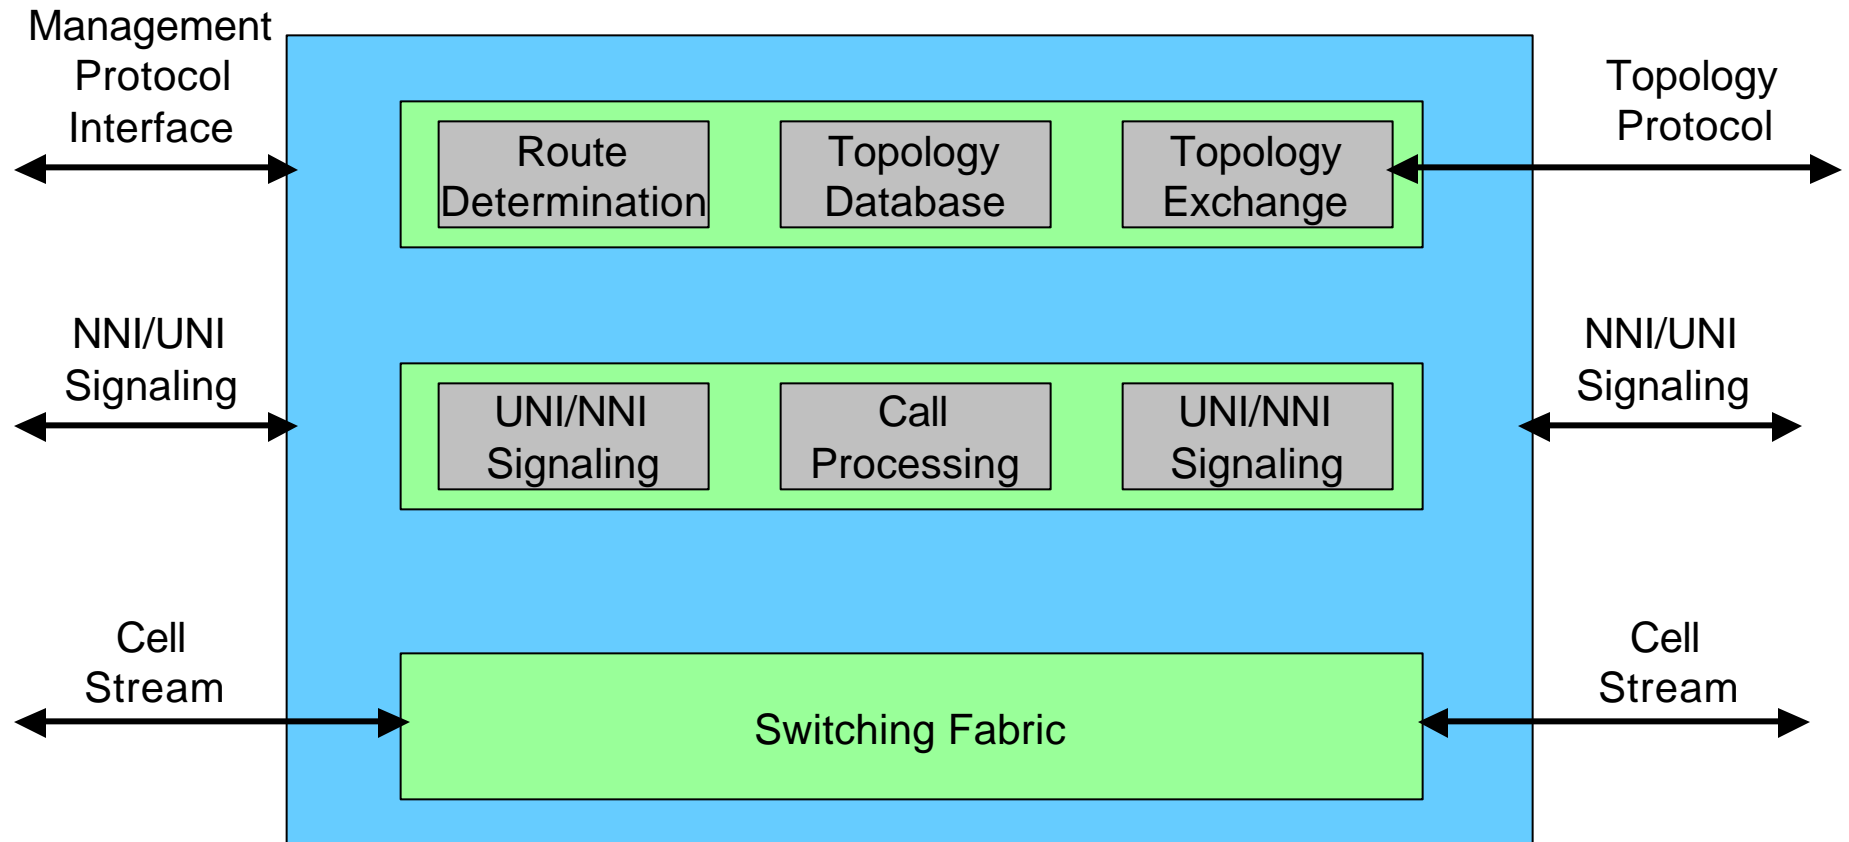 Management
Protocol
Interface
Topology
Protocol
Route
Determination
Topology
Database
Topology
Exchange
NNI/UNI
Signaling
NNI/UNI
Signaling
UNI/NNI
Signaling
Call
Processing
UNI/NNI
Signaling
Cell
Stream
Cell
Stream
Switching Fabric